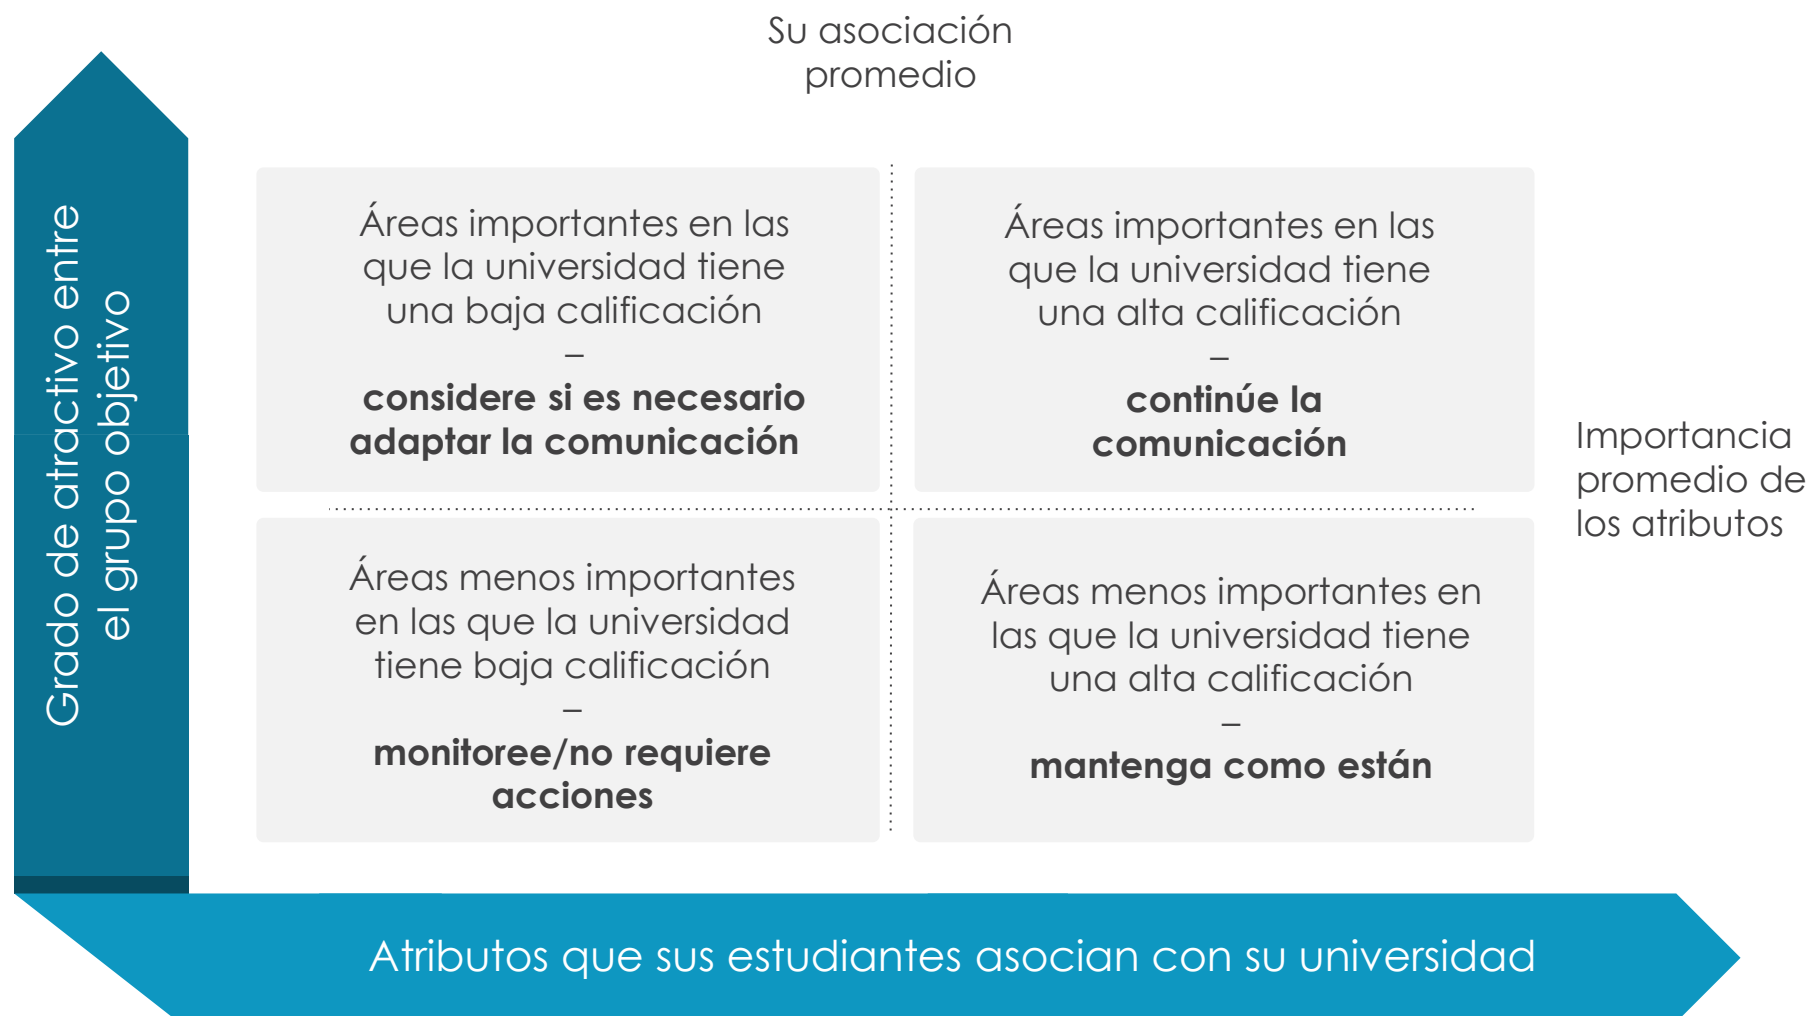 Su asociación
promedio
Grado de atractivo entre
el grupo objetivo
Áreas importantes en las
que la universidad tiene
una baja calificación
–
considere si es necesario
adaptar la comunicación
Áreas importantes en las
que la universidad tiene
una alta calificación
–
continúe la
comunicación
Importancia
promedio de
los atributos
Áreas menos importantes
en las que la universidad
tiene baja calificación
–
monitoree/no requiere
acciones
Áreas menos importantes en
las que la universidad tiene
una alta calificación
–
mantenga como están
Atributos que sus estudiantes asocian con su universidad